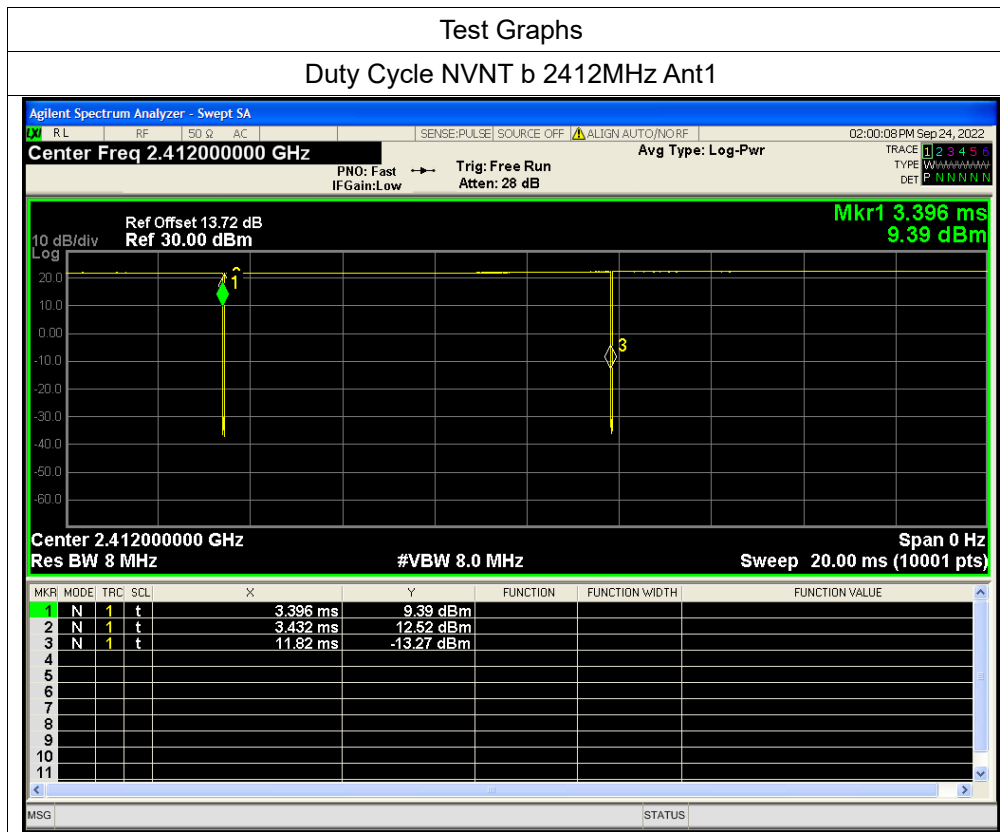 Test Graphs
Duty Cycle NVNT b 2412MHz Ant1
Agilent Spectrum Analyzer - Swept SA
LXI RL RF 50 Ω AC SENSE:PULSE SOURCE OFF ALIGN AUTO/NO RF 02:00:08 PM Sep 24, 2022
Center Freq 2.412000000 GHz
PNO: Fast
IFGain:Low
Trig: Free Run
Atten: 28 dB
Avg Type: Log-Pwr
TRACE 1 2 3 4 5 6
TYPE WWWWWW
DET P N N N N N
Mkr1 3.396 ms
9.39 dBm
10 dB/div
Log
Ref Offset 13.72 dB
Ref 30.00 dBm
20.0
10.0
0.00
-10.0
-20.0
-30.0
-40.0
-50.0
-60.0
1
3
Center 2.412000000 GHz Span 0 Hz
Res BW 8 MHz #VBW 8.0 MHz Sweep 20.00 ms (10001 pts)
MKR MODE TRC SCL X Y FUNCTION FUNCTION WIDTH FUNCTION VALUE
1 N 1 t 3.396 ms 9.39 dBm
2 N 1 t 3.432 ms 12.52 dBm
3 N 1 t 11.82 ms -13.27 dBm
4
5
6
7
8
9
10
11
MSG STATUS